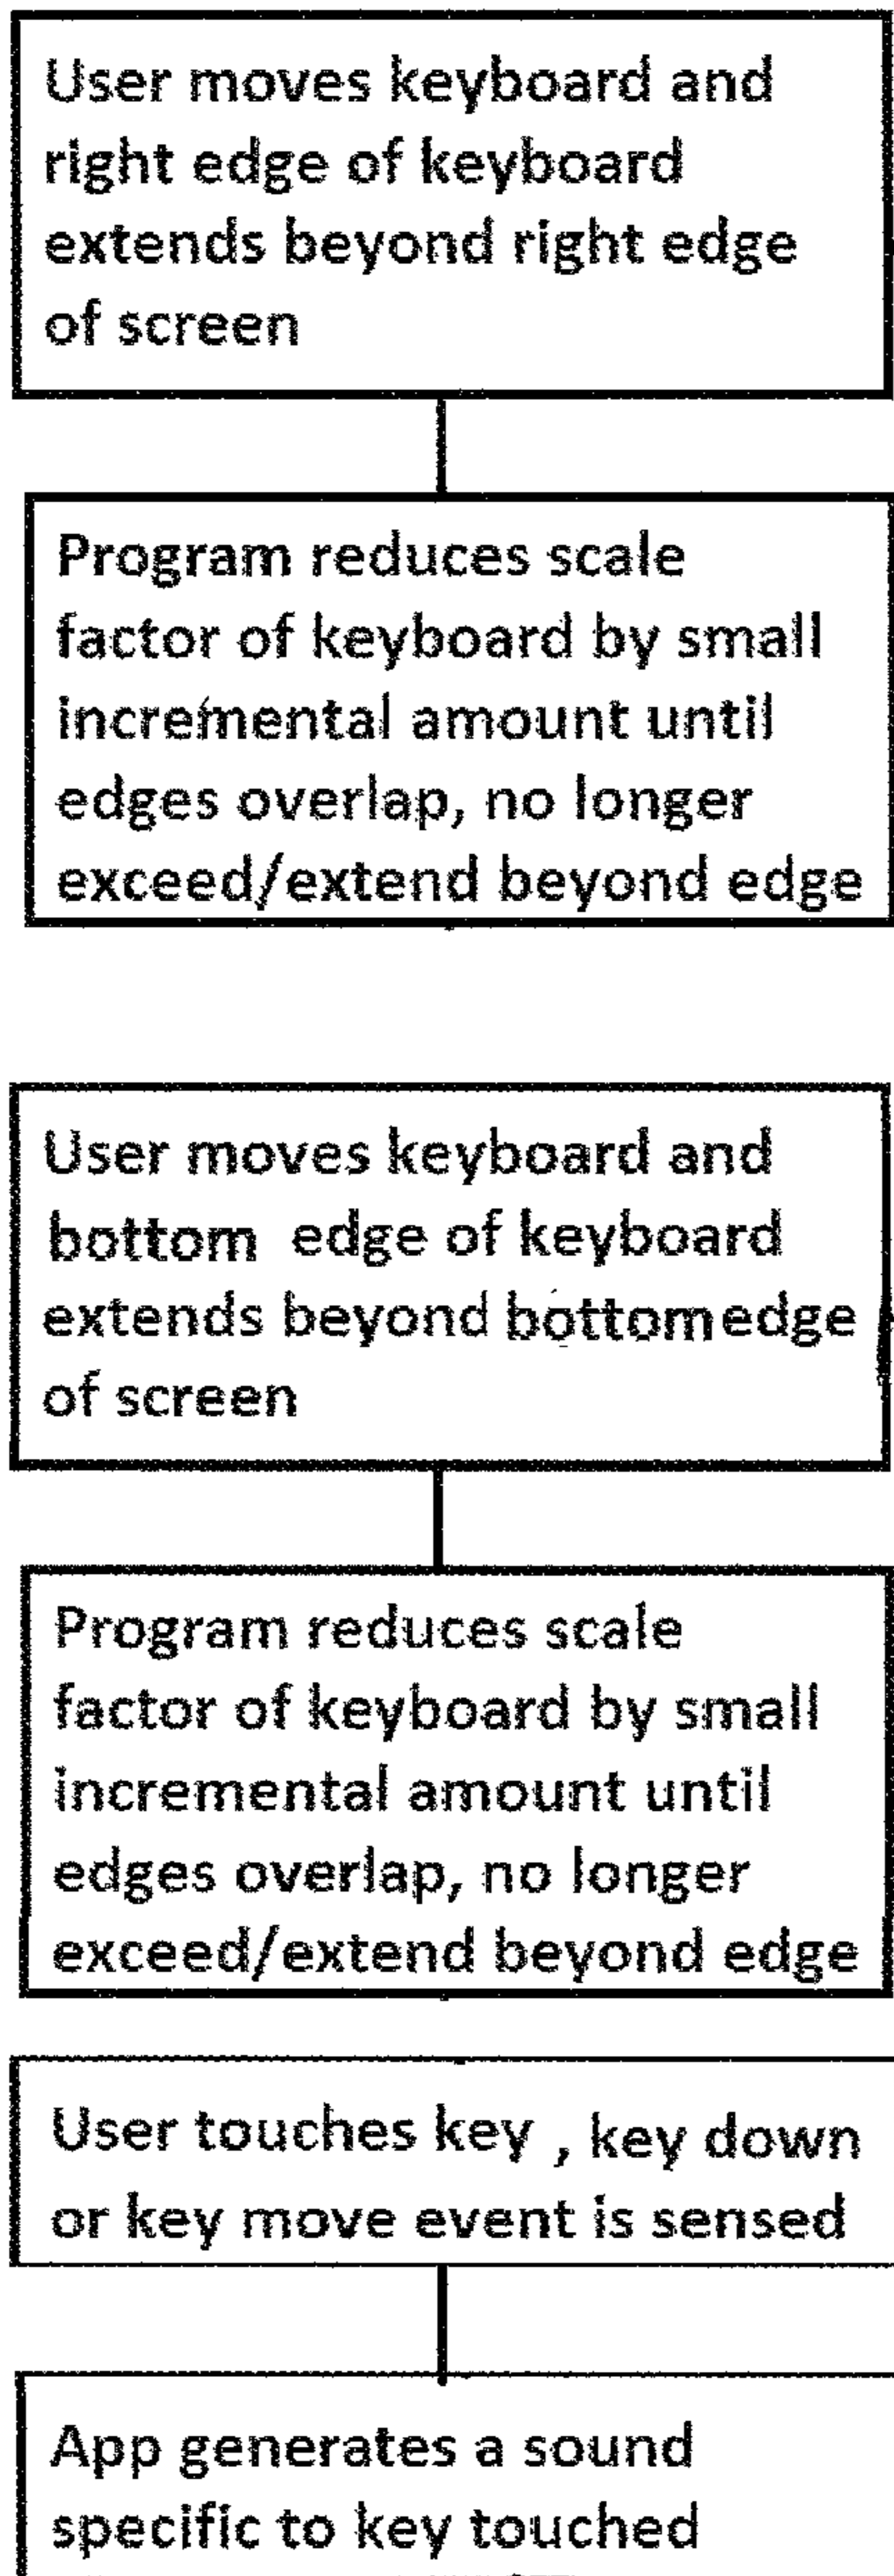 User moves keyboard and
right edge of keyboard
extends beyond right edge
of screen
Program reduces scale
factor of keyboard by small
incremental amount until
edges overlap, no longer
exceed/extend beyond edge
User moves keyboard and
bottom edge of keyboard
extends beyond bottom edge
of screen
Program reduces scale
factor of keyboard by small
incremental amount until
edges overlap, no longer
exceed/extend beyond edge
User touches key , key down
or key move event is sensed
App generates a sound
specific to key touched